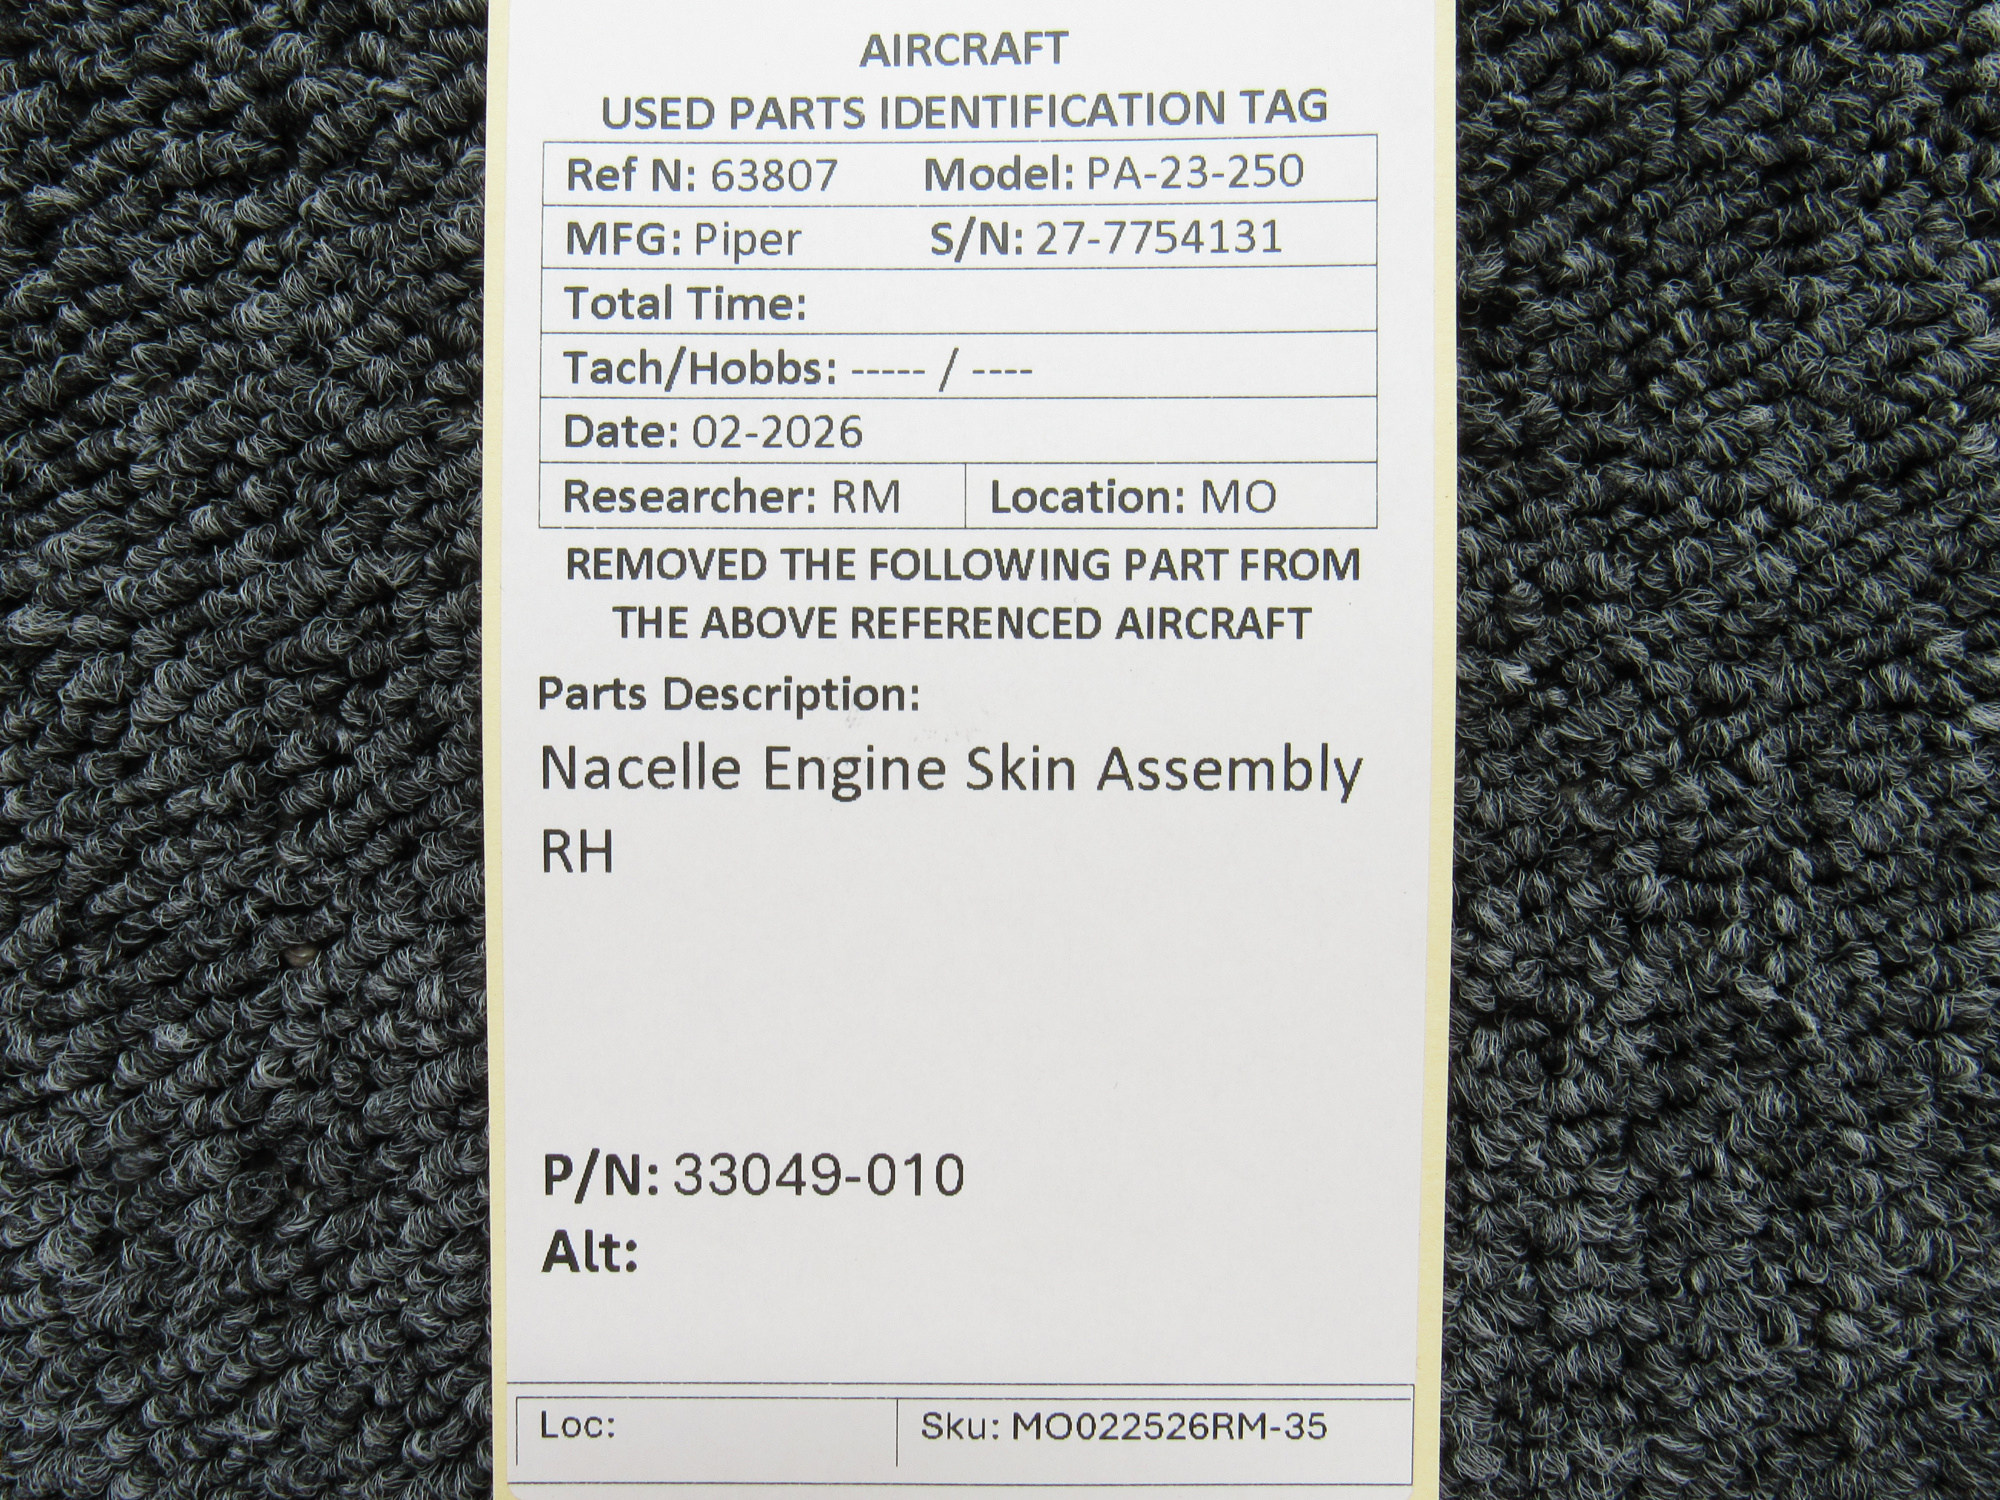 AIRCRAFT
USED PARTS IDENTIFICATION TAG
Ref N: 63807 Model: PA-23-250
MFG: Piper S/N: 27-7754131
Total Time:
Tach/Hobbs: ----- / ----
Date: 02-2026
Researcher: RM Location: MO
REMOVED THE FOLLOWING PART FROM
THE ABOVE REFERENCED AIRCRAFT
Parts Description:
Nacelle Engine Skin Assembly
RH
P/N: 33049-010
Alt:
Loc: Sku: MO022526RM-35